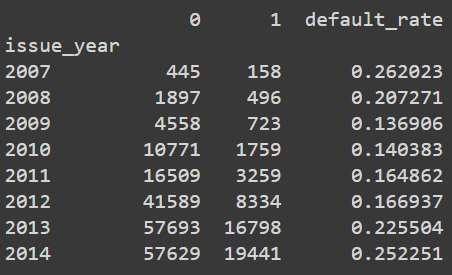 0 1 default_rate
issue_year
2007 445 158 0.262023
2008 1897 496 0.207271
2009 4558 723 0.136906
2010 10771 1759 0.140383
2011 16509 3259 0.164862
2012 41589 8334 0.166937
2013 57693 16798 0.225504
2014 57629 19441 0.252251